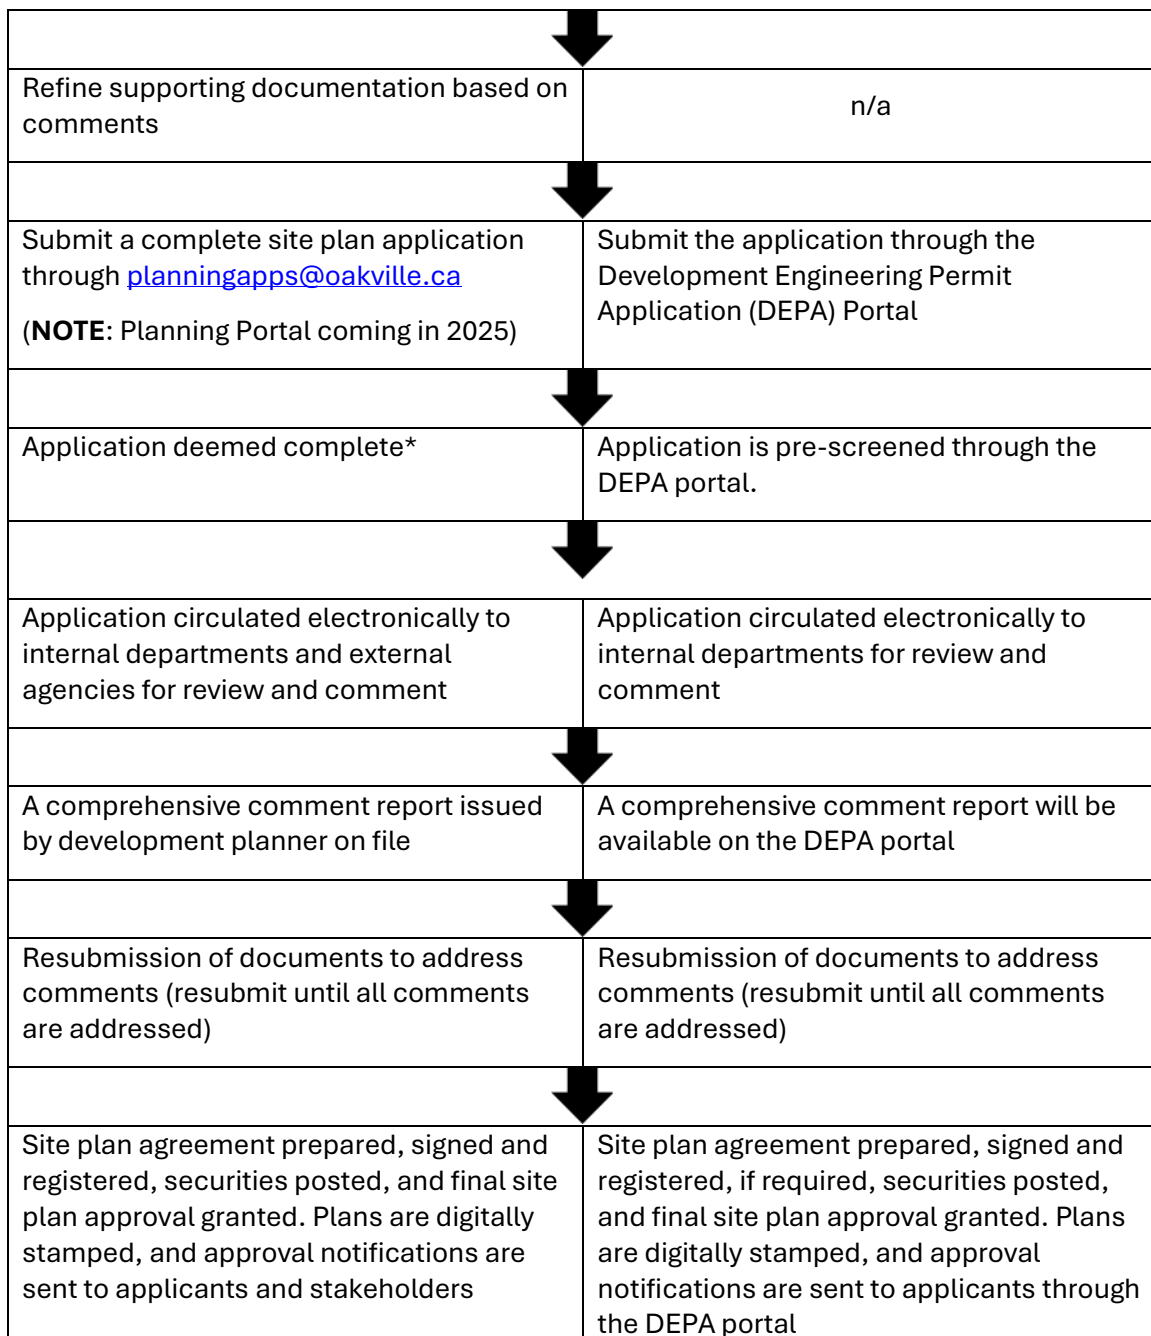 Refine supporting documentation based on
comments
n/a
Submit a complete site plan application
through planningapps@oakville.ca
(NOTE: Planning Portal coming in 2025)
Submit the application through the
Development Engineering Permit
Application (DEPA) Portal
Application deemed complete*
Application is pre-screened through the
DEPA portal.
Application circulated electronically to
internal departments and external
agencies for review and comment
Application circulated electronically to
internal departments for review and
comment
A comprehensive comment report issued
by development planner on file
A comprehensive comment report will be
available on the DEPA portal
Resubmission of documents to address
comments (resubmit until all comments
are addressed)
Resubmission of documents to address
comments (resubmit until all comments
are addressed)
Site plan agreement prepared, signed and
registered, securities posted, and final site
plan approval granted. Plans are digitally
stamped, and approval notifications are
sent to applicants and stakeholders
Site plan agreement prepared, signed and
registered, if required, securities posted,
and final site plan approval granted. Plans
are digitally stamped, and approval
notifications are sent to applicants through
the DEPA portal